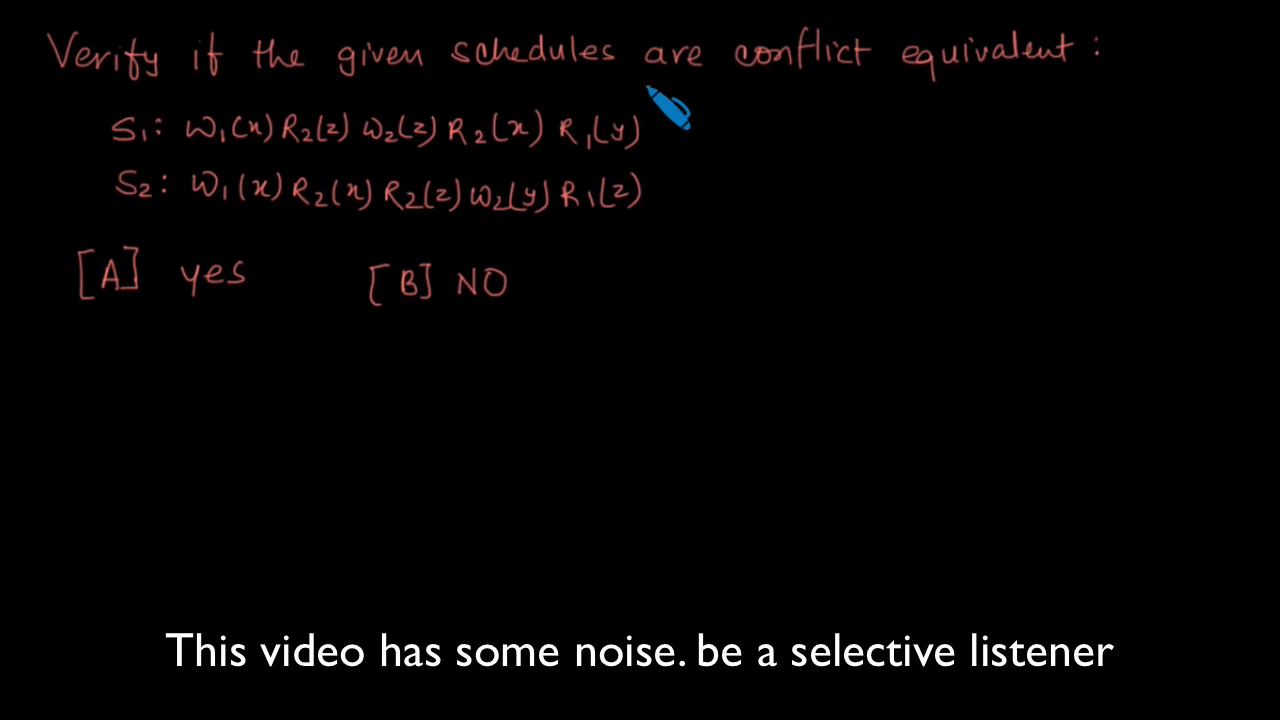 Verify if the given schedules are conflict equivalent :
S₁: W₁(x) R₂(z) W₂(z) R₂(x) R₁(y)
S₂: W₁(x) R₂(x) R₂(z) W₂(y) R₁(z)
[A] yes [B] NO
This video has some noise. be a selective listener